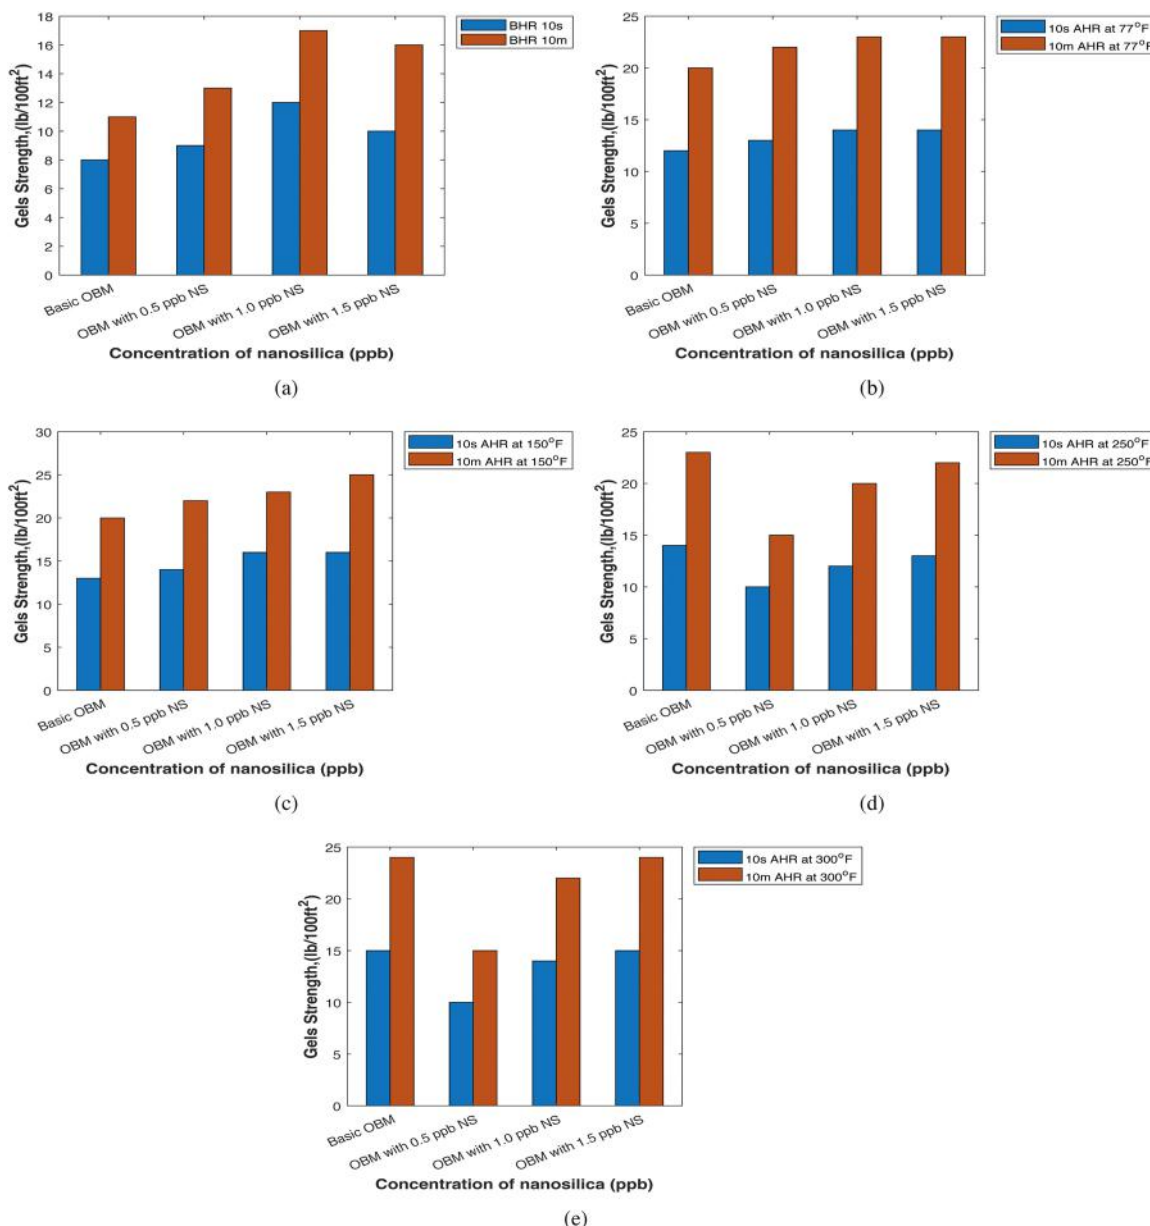 18
16
14
12
10
8
6
4
2
0
Gels Strength,(lb/100ft²)
BHR 10s
BHR 10m
Basic OBM
OBM with 0.5 ppb NS
OBM with 1.0 ppb NS
OBM with 1.5 ppb NS
Concentration of nanosilica (ppb)
(a)
25
20
15
10
5
0
Gels Strength,(lb/100ft²)
10s AHR at 77°F
10m AHR at 77°F
Basic OBM
OBM with 0.5 ppb NS
OBM with 1.0 ppb NS
OBM with 1.5 ppb NS
Concentration of nanosilica (ppb)
(b)
30
25
20
15
10
5
0
Gels Strength,(lb/100ft²)
10s AHR at 150°F
10m AHR at 150°F
Basic OBM
OBM with 0.5 ppb NS
OBM with 1.0 ppb NS
OBM with 1.5 ppb NS
Concentration of nanosilica (ppb)
(c)
25
20
15
10
5
0
Gels Strength,(lb/100ft²)
10s AHR at 250°F
10m AHR at 250°F
Basic OBM
OBM with 0.5 ppb NS
OBM with 1.0 ppb NS
OBM with 1.5 ppb NS
Concentration of nanosilica (ppb)
(d)
25
20
15
10
5
0
Gels Strength,(lb/100ft²)
10s AHR at 300°F
10m AHR at 300°F
Basic OBM
OBM with 0.5 ppb NS
OBM with 1.0 ppb NS
OBM with 1.5 ppb NS
Concentration of nanosilica (ppb)
(e)